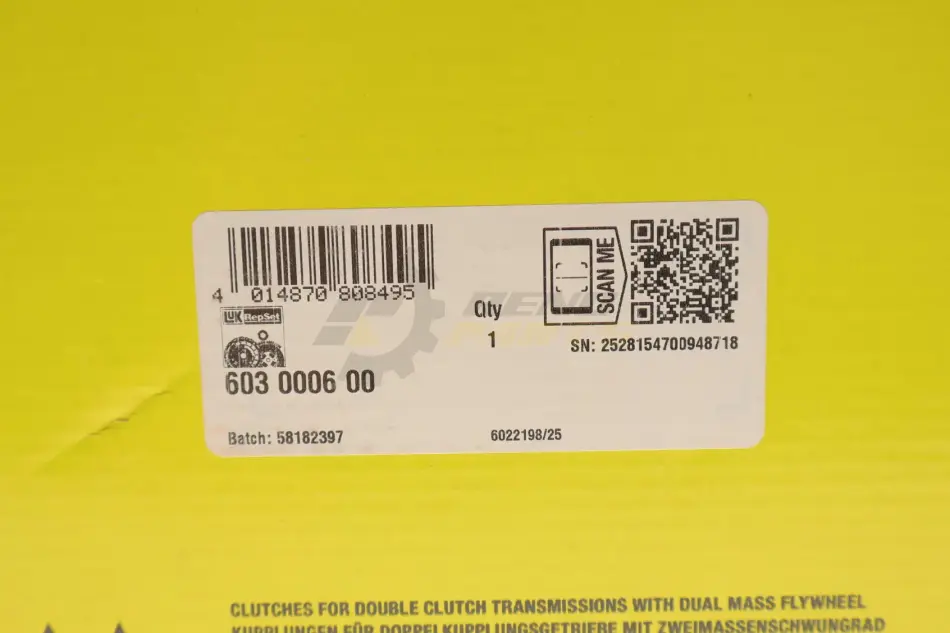 4 014870 808495
LUK RepSet
603 0006 00
Batch: 58182397
Qty
1
6022198/25
SCAN ME
SN: 2528154700948718
CLUTCHES FOR DOUBLE CLUTCH TRANSMISSIONS WITH DUAL MASS FLYWHEEL
KUPPLUNGEN FÜR DOPPELKUPPLUNGSGETRIEBE MIT ZWEIMASSENSCHWUNGRAD